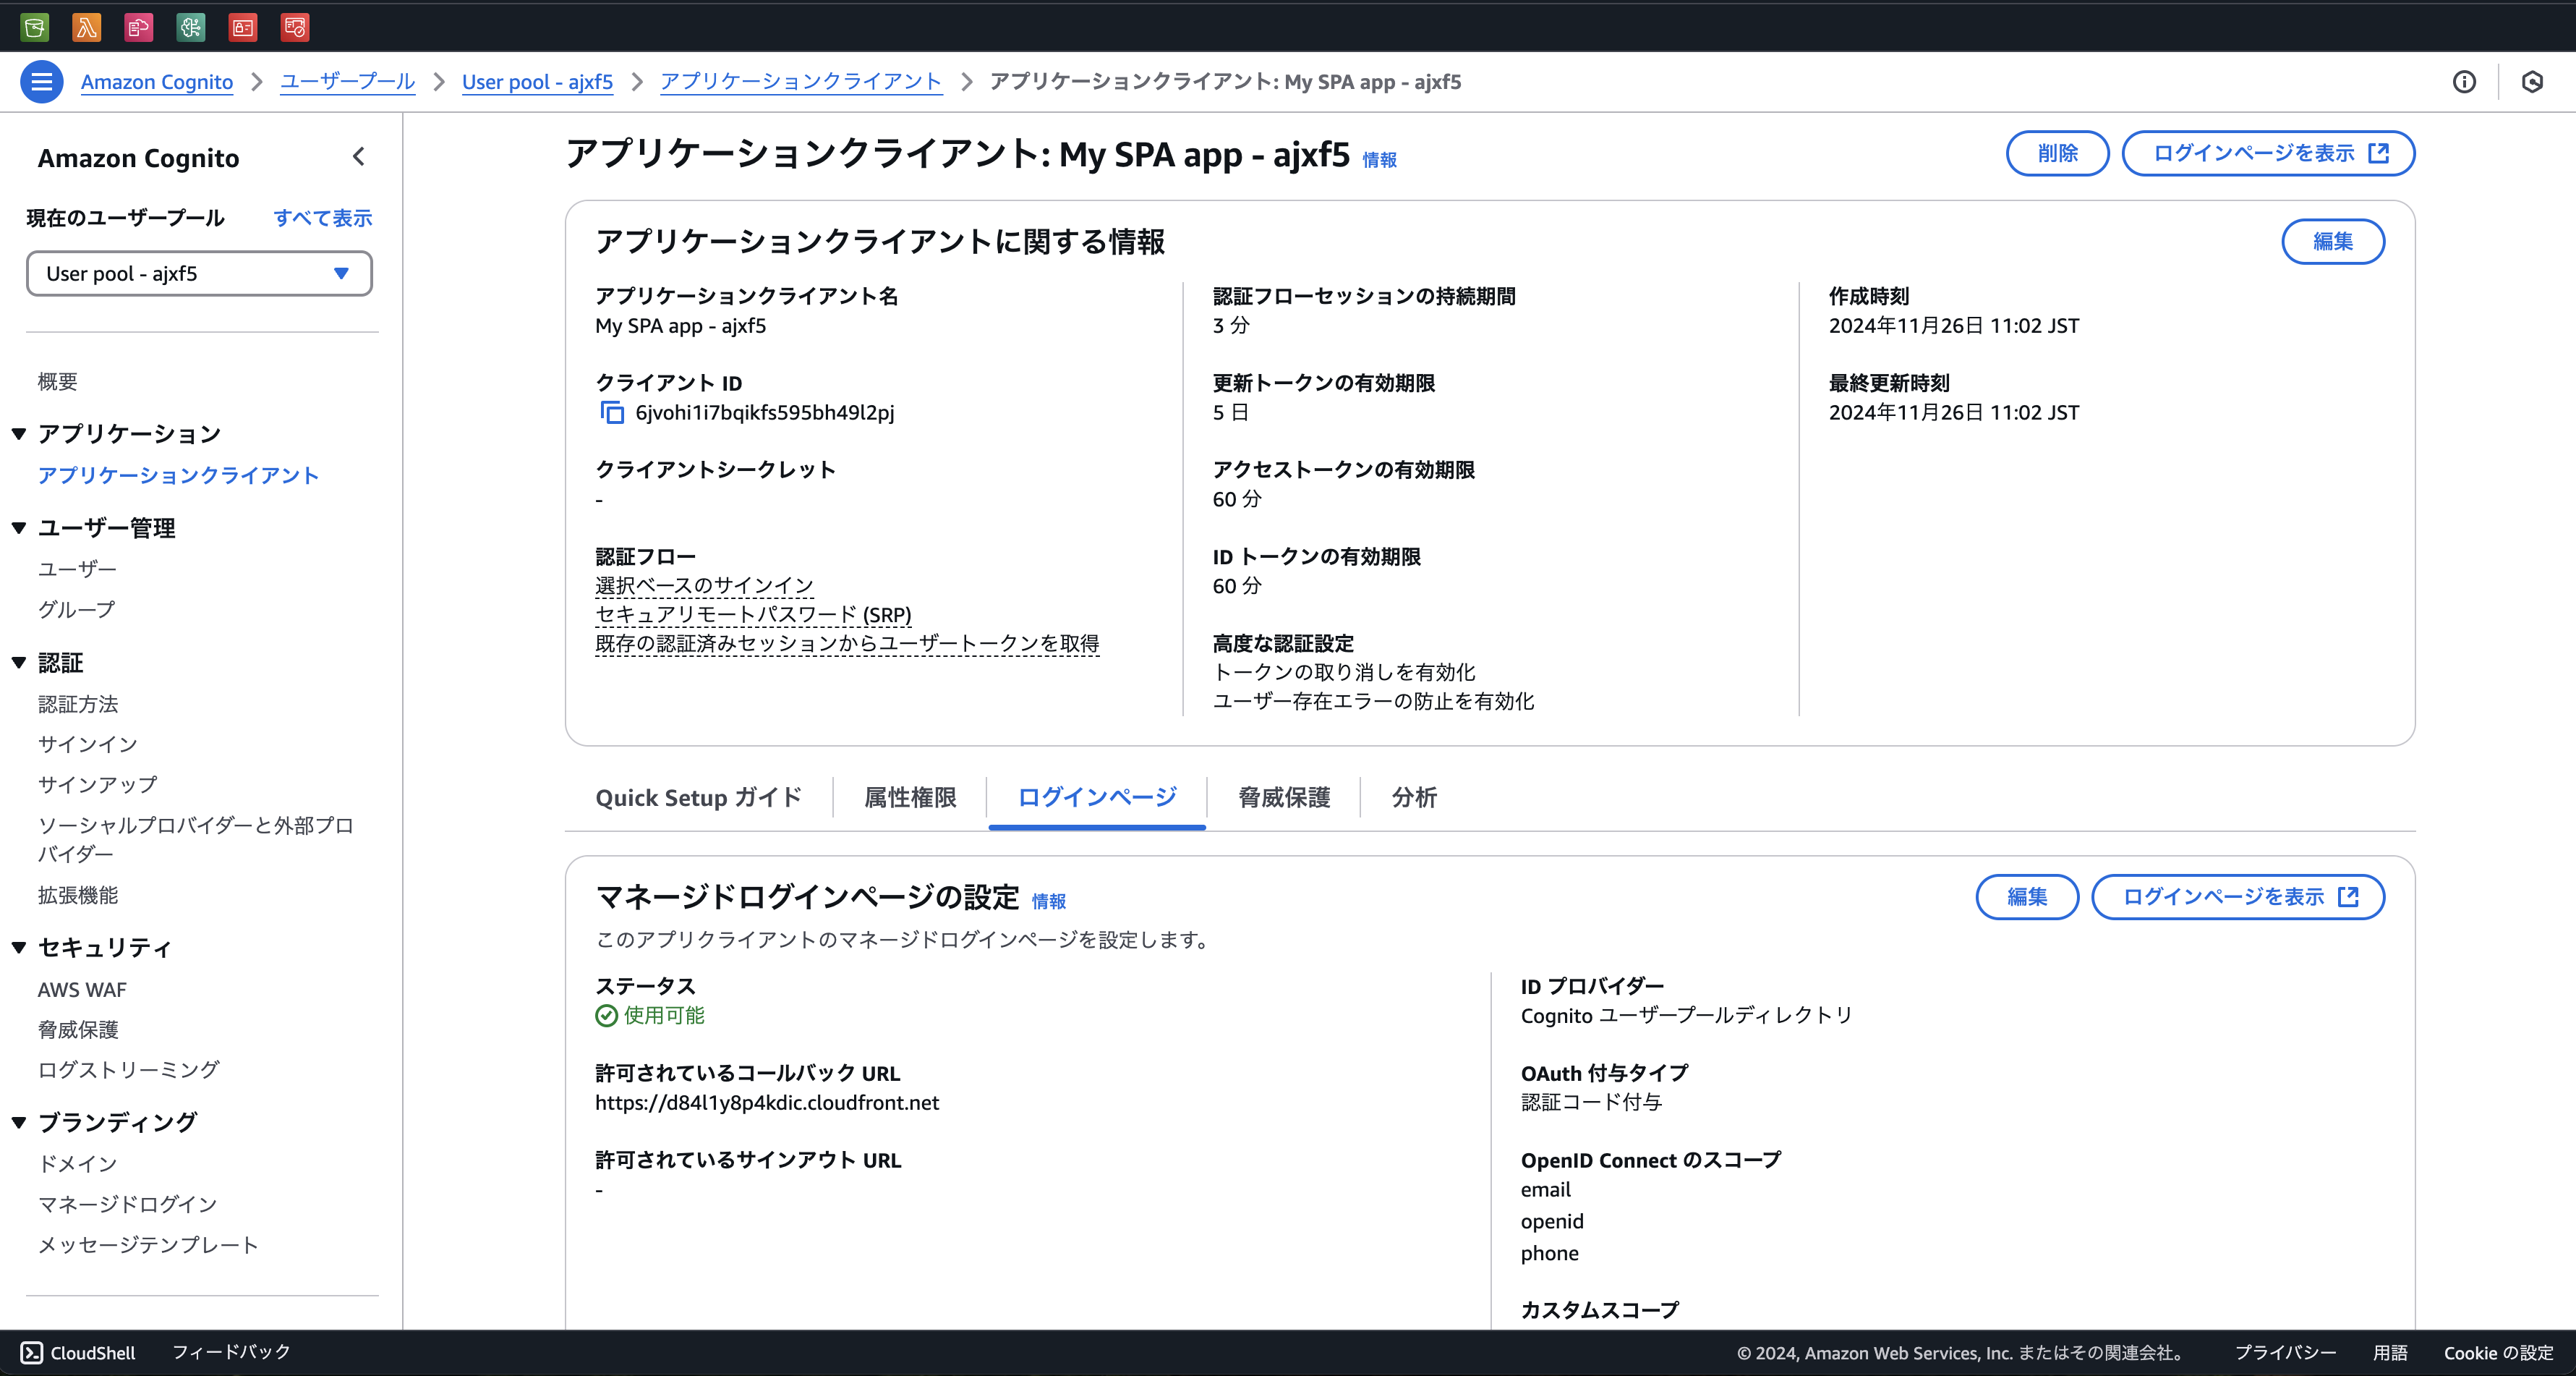 Amazon Cognito
ユーザープール
User pool - ajxf5
アプリケーションクライアント
アプリケーションクライアント: My SPA app - ajxf5
Amazon Cognito
現在のユーザープール
すべて表示
User pool - ajxf5
概要
アプリケーション
アプリケーションクライアント
ユーザー管理
ユーザー
グループ
認証
認証方法
サインイン
サインアップ
ソーシャルプロバイダーと外部プロ
バイダー
拡張機能
セキュリティ
AWS WAF
脅威保護
ログストリーミング
ブランディング
ドメイン
マネージドログイン
メッセージテンプレート
アプリケーションクライアント: My SPA app - ajxf5 情報
削除
ログインページを表示
アプリケーションクライアントに関する情報
編集
アプリケーションクライアント名
My SPA app - ajxf5
クライアント ID
6jvohi1i7bqikfs595bh49l2pj
クライアントシークレット
-
認証フロー
選択ベースのサインイン
セキュアリモートパスワード (SRP)
既存の認証済みセッションからユーザートークンを取得
認証フローセッションの持続期間
3 分
更新トークンの有効期限
5 日
アクセストークンの有効期限
60 分
ID トークンの有効期限
60 分
高度な認証設定
トークンの取り消しを有効化
ユーザー存在エラーの防止を有効化
作成時刻
2024年11月26日 11:02 JST
最終更新時刻
2024年11月26日 11:02 JST
Quick Setup ガイド
属性権限
ログインページ
脅威保護
分析
マネージドログインページの設定 情報
編集
ログインページを表示
このアプリクライアントのマネージドログインページを設定します。
ステータス
使用可能
許可されているコールバック URL
https://d84l1y8p4kdic.cloudfront.net
許可されているサインアウト URL
-
ID プロバイダー
Cognito ユーザープールディレクトリ
OAuth 付与タイプ
認証コード付与
OpenID Connect のスコープ
email
openid
phone
カスタムスコープ
CloudShell
フィードバック
© 2024, Amazon Web Services, Inc. またはその関連会社。
プライバシー
用語
Cookie の設定